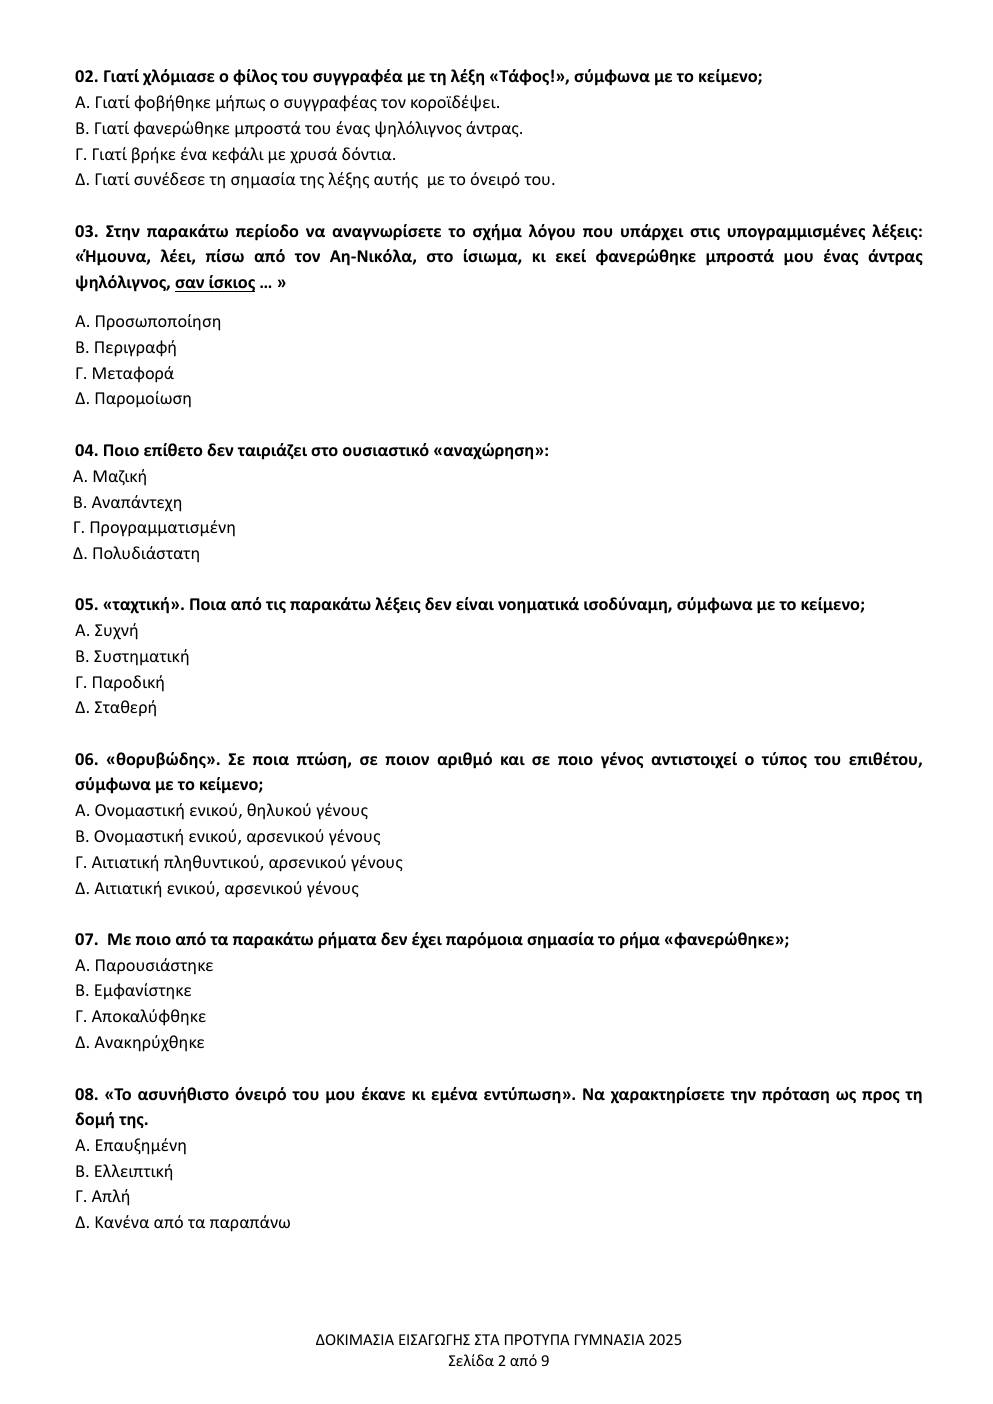 02. Γιατί χλόμιασε ο φίλος του συγγραφέα με τη λέξη «Τάφος!», σύμφωνα με το κείμενο;
Α. Γιατί φοβήθηκε μήπως ο συγγραφέας τον κοροϊδέψει.
Β. Γιατί φανερώθηκε μπροστά του ένας ψηλόλιγνος άντρας.
Γ. Γιατί βρήκε ένα κεφάλι με χρυσά δόντια.
Δ. Γιατί συνέδεσε τη σημασία της λέξης αυτής με το όνειρό του.
03. Στην παρακάτω περίοδο να αναγνωρίσετε το σχήμα λόγου που υπάρχει στις υπογραμμισμένες λέξεις:
«Ήμουνα, λέει, πίσω από τον Αη-Νικόλα, στο ίσιωμα, κι εκεί φανερώθηκε μπροστά μου ένας άντρας
ψηλόλιγνος, σαν ίσκιος ... »
Α. Προσωποποίηση
Β. Περιγραφή
Γ. Μεταφορά
Δ. Παρομοίωση
04. Ποιο επίθετο δεν ταιριάζει στο ουσιαστικό «αναχώρηση»:
Α. Μαζική
Β. Αναπάντεχη
Γ. Προγραμματισμένη
Δ. Πολυδιάστατη
05. «ταχτική». Ποια από τις παρακάτω λέξεις δεν είναι νοηματικά ισοδύναμη, σύμφωνα με το κείμενο;
Α. Συχνή
Β. Συστηματική
Γ. Παροδική
Δ. Σταθερή
06. «θορυβώδης». Σε ποια πτώση, σε ποιον αριθμό και σε ποιο γένος αντιστοιχεί ο τύπος του επιθέτου,
σύμφωνα με το κείμενο;
Α. Ονομαστική ενικού, θηλυκού γένους
Β. Ονομαστική ενικού, αρσενικού γένους
Γ. Αιτιατική πληθυντικού, αρσενικού γένους
Δ. Αιτιατική ενικού, αρσενικού γένους
07. Με ποιο από τα παρακάτω ρήματα δεν έχει παρόμοια σημασία το ρήμα «φανερώθηκε»;
Α. Παρουσιάστηκε
Β. Εμφανίστηκε
Γ. Αποκαλύφθηκε
Δ. Ανακηρύχθηκε
08. «Το ασυνήθιστο όνειρό του μου έκανε κι εμένα εντύπωση». Να χαρακτηρίσετε την πρόταση ως προς τη
δομή της.
Α. Επαυξημένη
Β. Ελλειπτική
Γ. Απλή
Δ. Κανένα από τα παραπάνω
ΔΟΚΙΜΑΣΙΑ ΕΙΣΑΓΩΓΗΣ ΣΤΑ ΠΡΟΤΥΠΑ ΓΥΜΝΑΣΙΑ 2025
Σελίδα 2 από 9